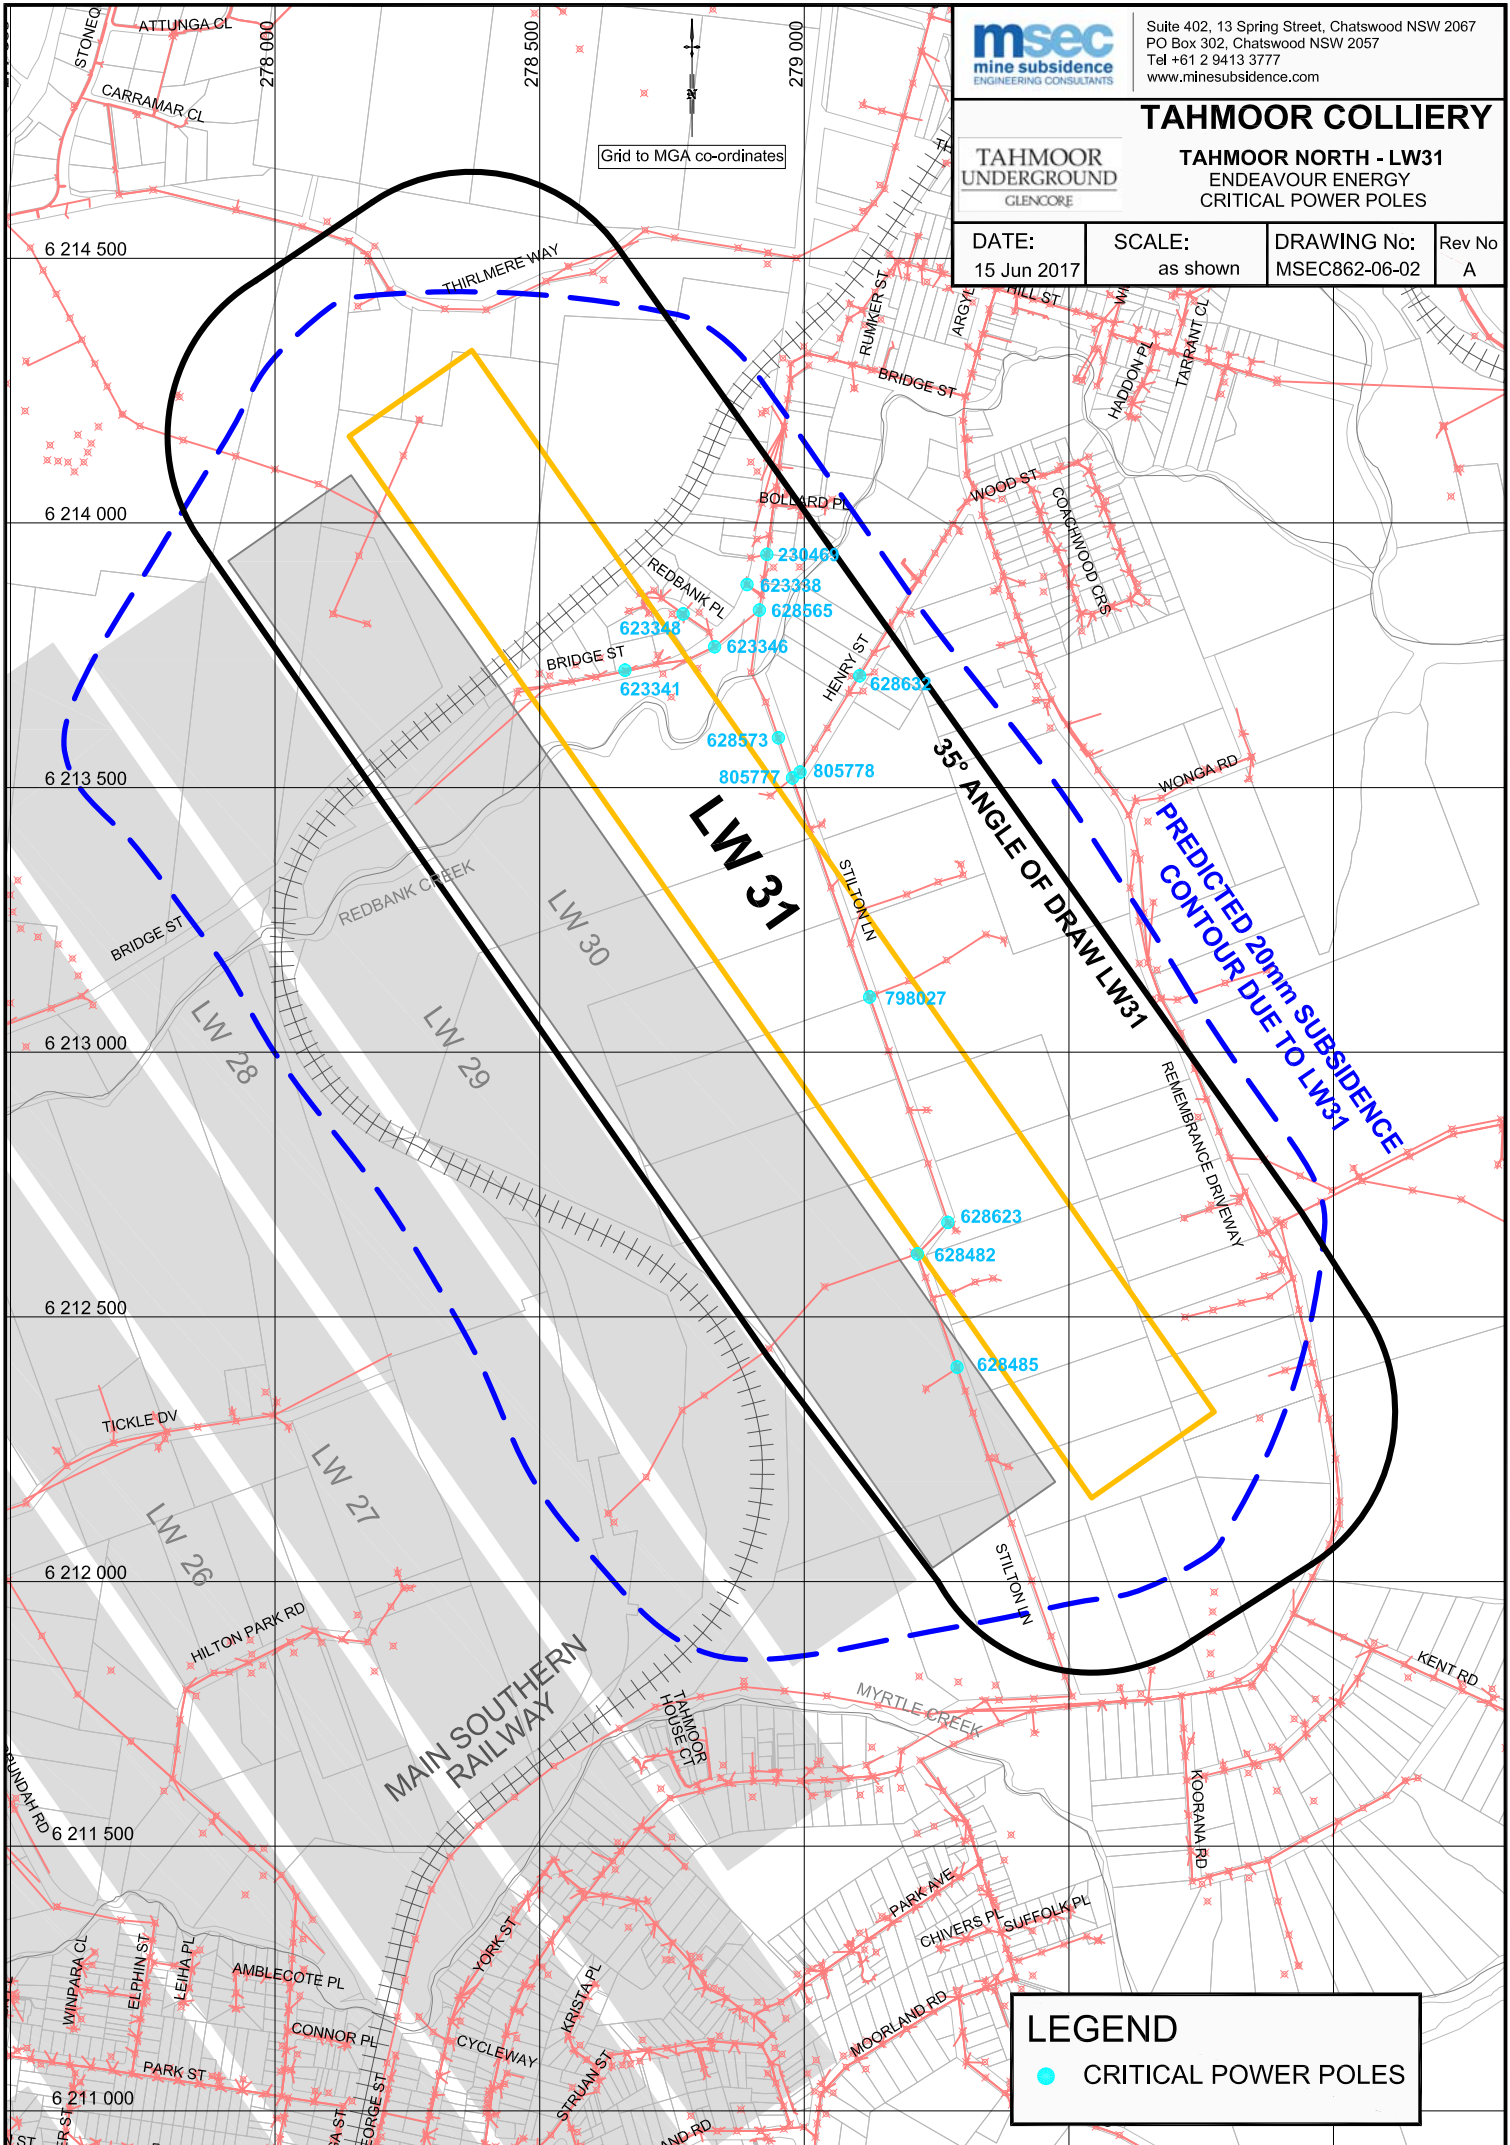 msec
mine subsidence
ENGINEERING CONSULTANTS
Suite 402, 13 Spring Street, Chatswood NSW 2067
PO Box 302, Chatswood NSW 2057
Tel +61 2 9413 3777
www.minesubsidence.com
TAHMOOR COLLIERY
TAHMOOR
UNDERGROUND
GLENCORE
TAHMOOR NORTH - LW31
ENDEAVOUR ENERGY
CRITICAL POWER POLES
DATE:
15 Jun 2017
SCALE:
as shown
DRAWING No:
MSEC862-06-02
Rev No
A
278 000
278 500
279 000
N
Grid to MGA co-ordinates
ATTUNGA CL
CARRAMAR CL
6 214 500
THIRLMERE WAY
RUMKER ST
HILL ST
BRIDGE ST
HADDON PL
TARRANT CL
6 214 000
BOLLARD PL
WOOD ST
COACHWOOD CRS
230469
REDBANK PL
623338
628565
623348
623346
BRIDGE ST
623341
HENRY ST
628632
628573
805777
805778
6 213 500
WONGA RD
LW 31
35° ANGLE OF DRAW LW31
PREDICTED 20mm SUBSIDENCE
CONTOUR DUE TO LW31
STILTON LN
REDBANK CREEK
BRIDGE ST
LW 30
798027
LW 28
LW 29
6 213 000
REMEMBRANCE DRIVEWAY
628623
628482
6 212 500
628485
TICKLE DV
LW 27
LW 26
STILTON LN
6 212 000
HILTON PARK RD
MAIN SOUTHERN
RAILWAY
TAHMOOR
HOUSE CT
MYRTLE CREEK
KENT RD
KOORANA RD
6 211 500
PARK AVE
CHIVERS PL
SUFFOLK PL
YORK ST
WINPARA CL
ELPHIN ST
LEIHA PL
AMBLECOTE PL
KRISTA PL
CONNOR PL
CYCLEWAY
MOORLAND RD
PARK ST
STRUAN ST
6 211 000
LEGEND
CRITICAL POWER POLES